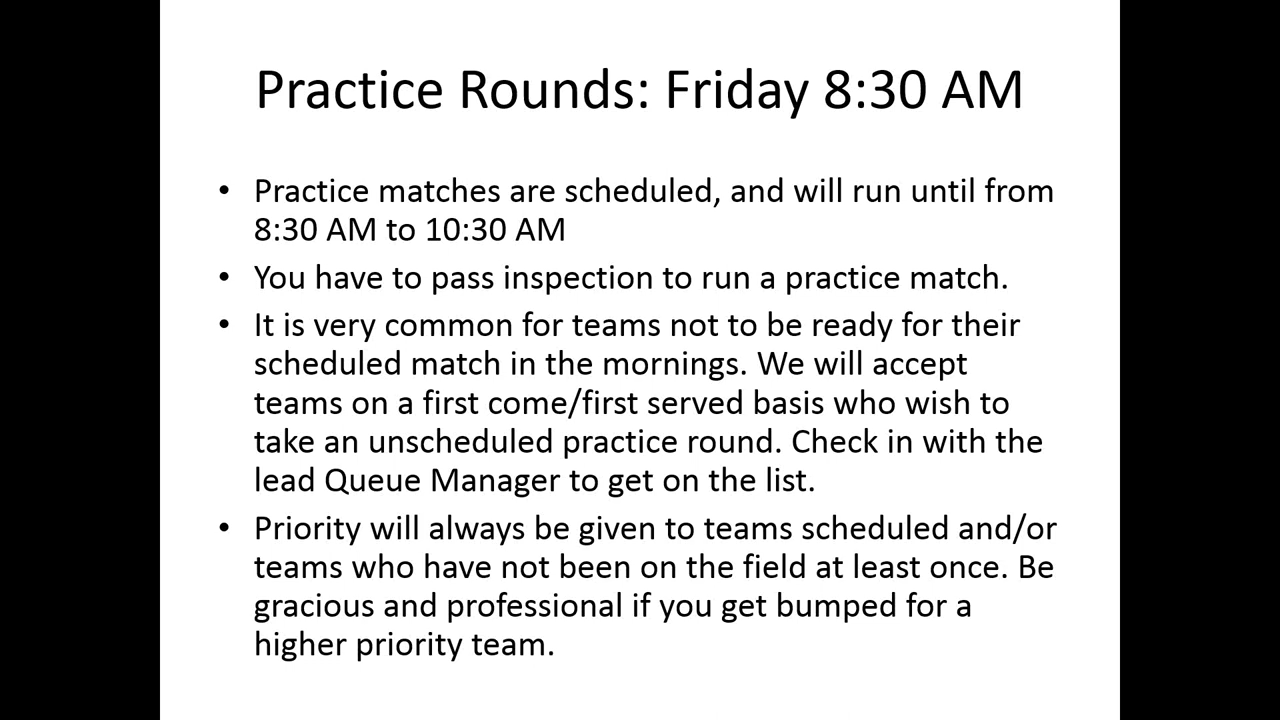 Practice Rounds: Friday 8:30 AM
• Practice matches are scheduled, and will run until from
8:30 AM to 10:30 AM
• You have to pass inspection to run a practice match.
• It is very common for teams not to be ready for their
scheduled match in the mornings. We will accept
teams on a first come/first served basis who wish to
take an unscheduled practice round. Check in with the
lead Queue Manager to get on the list.
• Priority will always be given to teams scheduled and/or
teams who have not been on the field at least once. Be
gracious and professional if you get bumped for a
higher priority team.